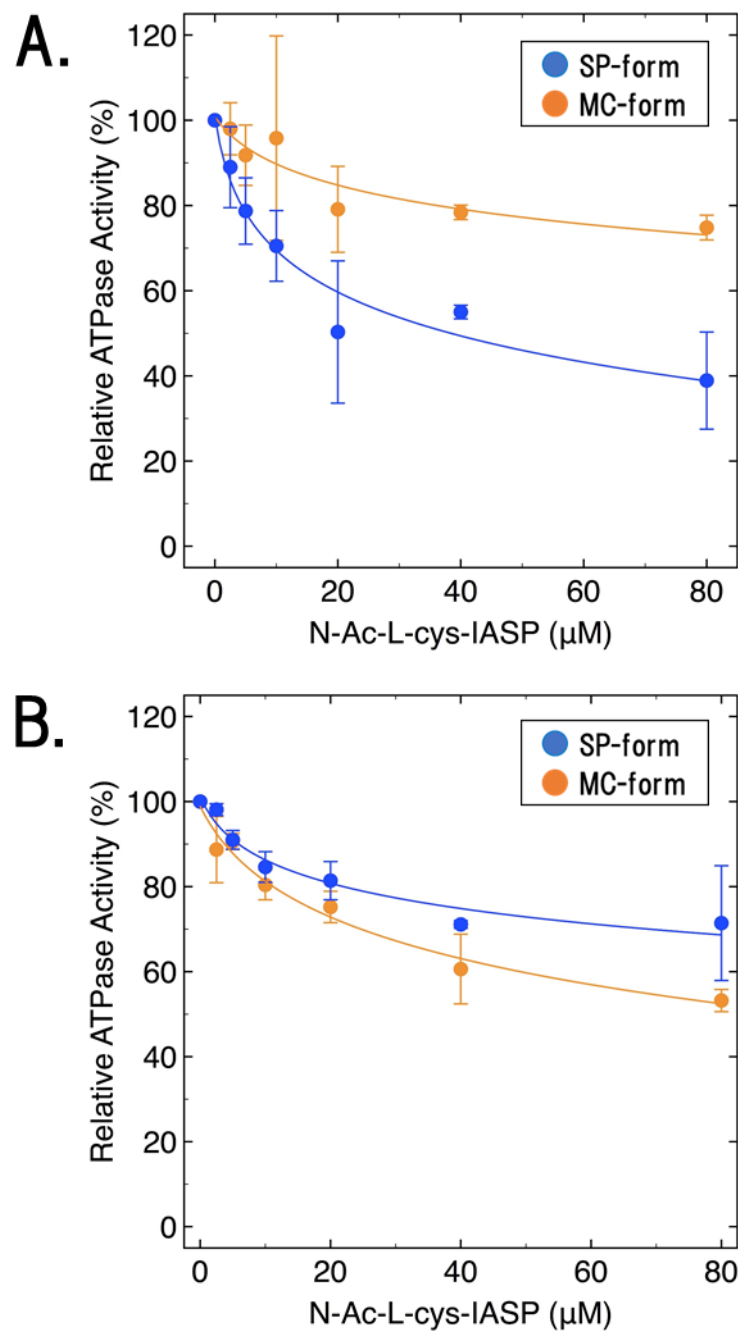 A.
120
100
80
60
40
20
0
Relative ATPase Activity (%)
SP-form
MC-form
0 20 40 60 80
N-Ac-L-cys-IASP (μM)
B.
120
100
80
60
40
20
0
Relative ATPase Activity (%)
SP-form
MC-form
0 20 40 60 80
N-Ac-L-cys-IASP (μM)